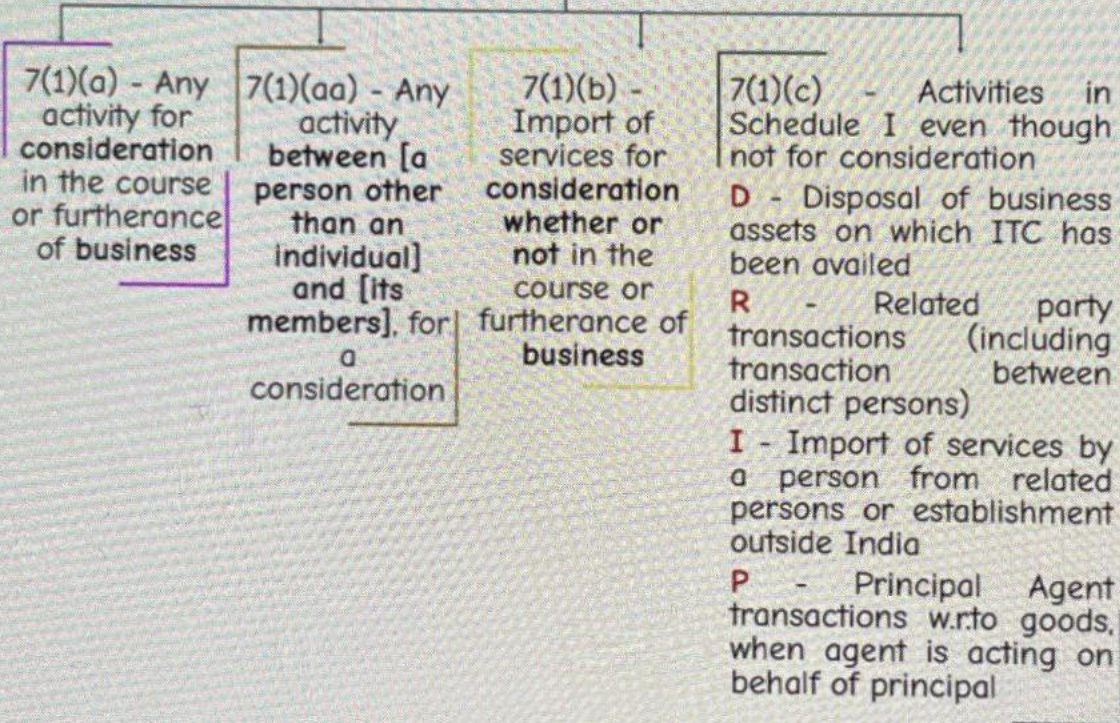 7(1)(a) - Any
activity for
consideration
in the course
or furtherance
of business
7(1)(aa) - Any
activity
between [a
person other
than an
individual]
and [its
members], for
a
consideration
7(1)(b) -
Import of
services for
consideration
whether or
not in the
course or
furtherance of
business
7(1)(c) - Activities in
Schedule I even though
not for consideration
D - Disposal of business
assets on which ITC has
been availed
R - Related party
transactions (including
transaction between
distinct persons)
I - Import of services by
a person from related
persons or establishment
outside India
P - Principal Agent
transactions w.r.to goods,
when agent is acting on
behalf of principal